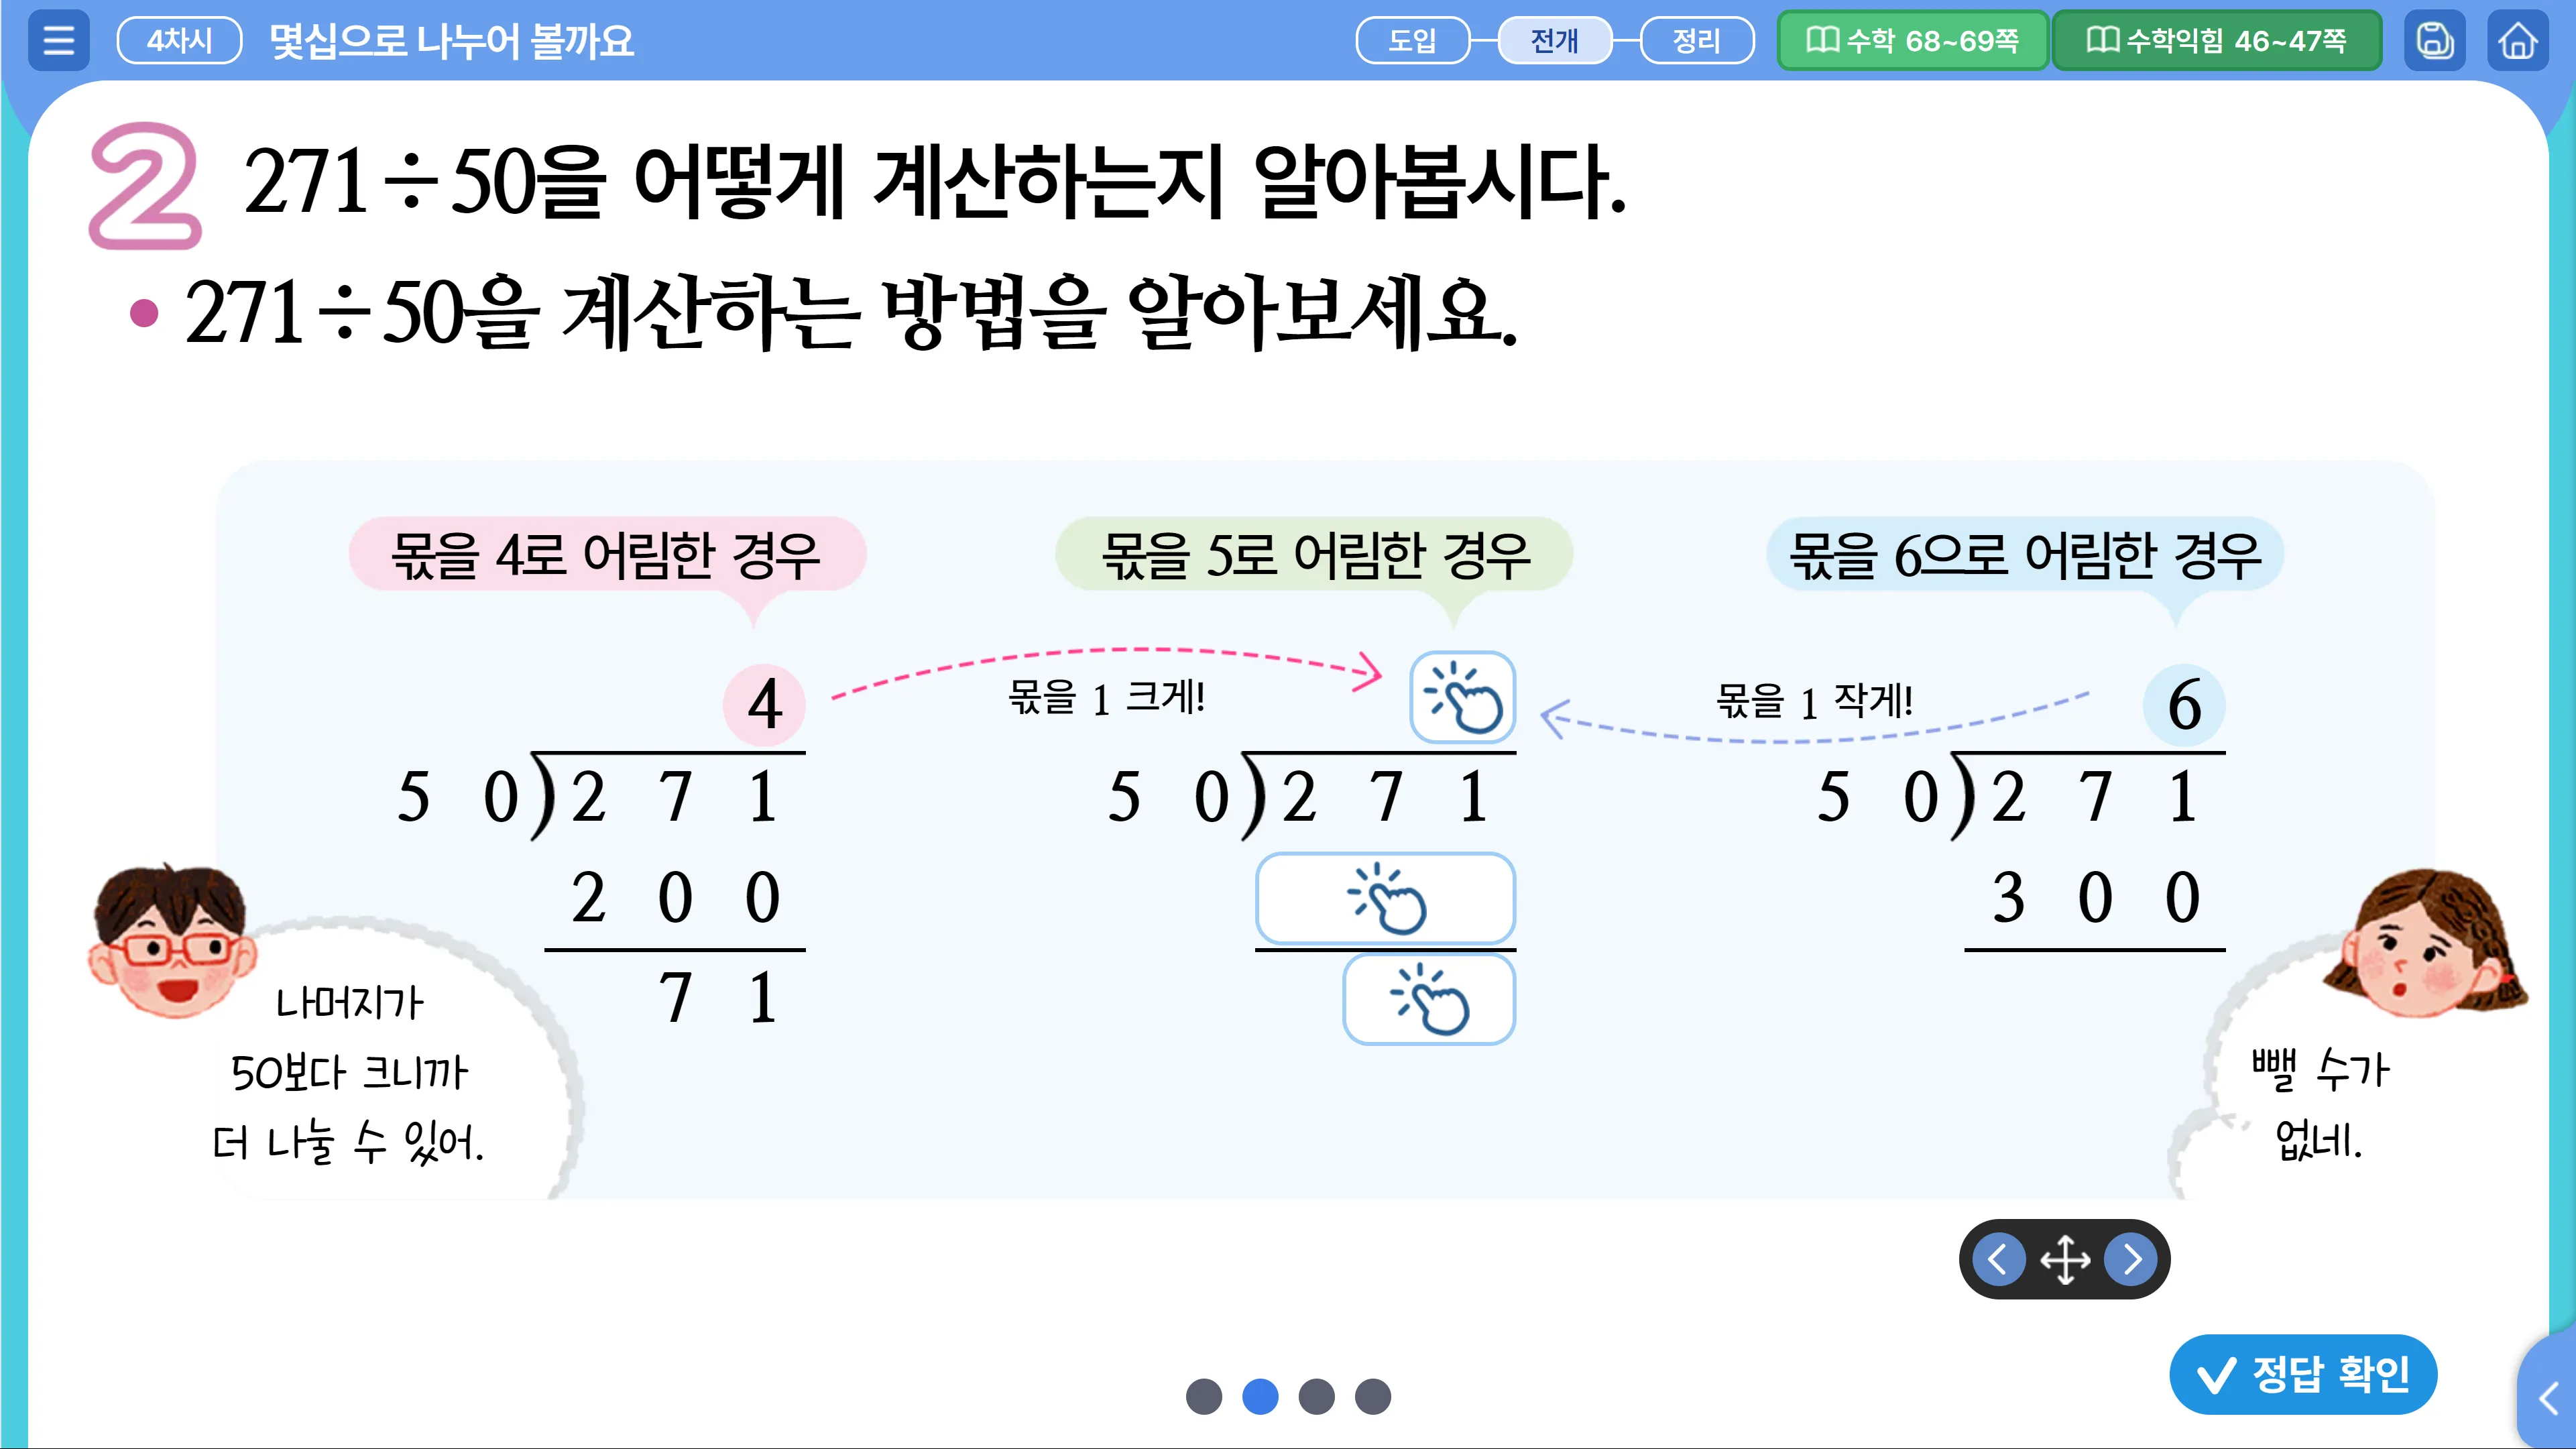 4차시 몇십으로 나누어 볼까요 도입 전개 정리 수학 68~69쪽 수학익힘 46~47쪽
2 271÷50을 어떻게 계산하는지 알아봅시다.
• 271÷50을 계산하는 방법을 알아보세요.
몫을 4로 어림한 경우
4
50)271
200
71
나머지가
50보다 크니까
더 나눌 수 있어.
몫을 1 크게!
몫을 5로 어림한 경우
50)271
몫을 1 작게!
몫을 6으로 어림한 경우
6
50)271
300
뺄 수가
없네.
정답 확인